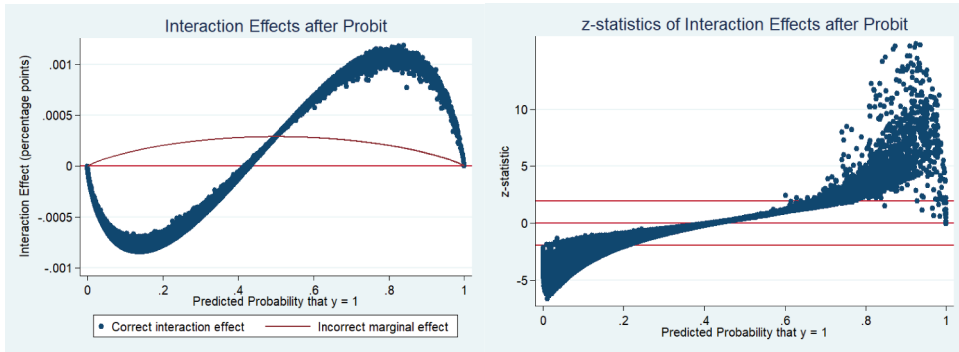 Interaction Effects after Probit
Interaction Effect (percentage points)
.001
.0005
0
-.0005
-.001
0 .2 .4 .6 .8 1
Predicted Probability that y = 1
Correct interaction effect Incorrect marginal effect
z-statistics of Interaction Effects after Probit
z-statistic
10
5
0
-5
0 .2 .4 .6 .8 1
Predicted Probability that y = 1